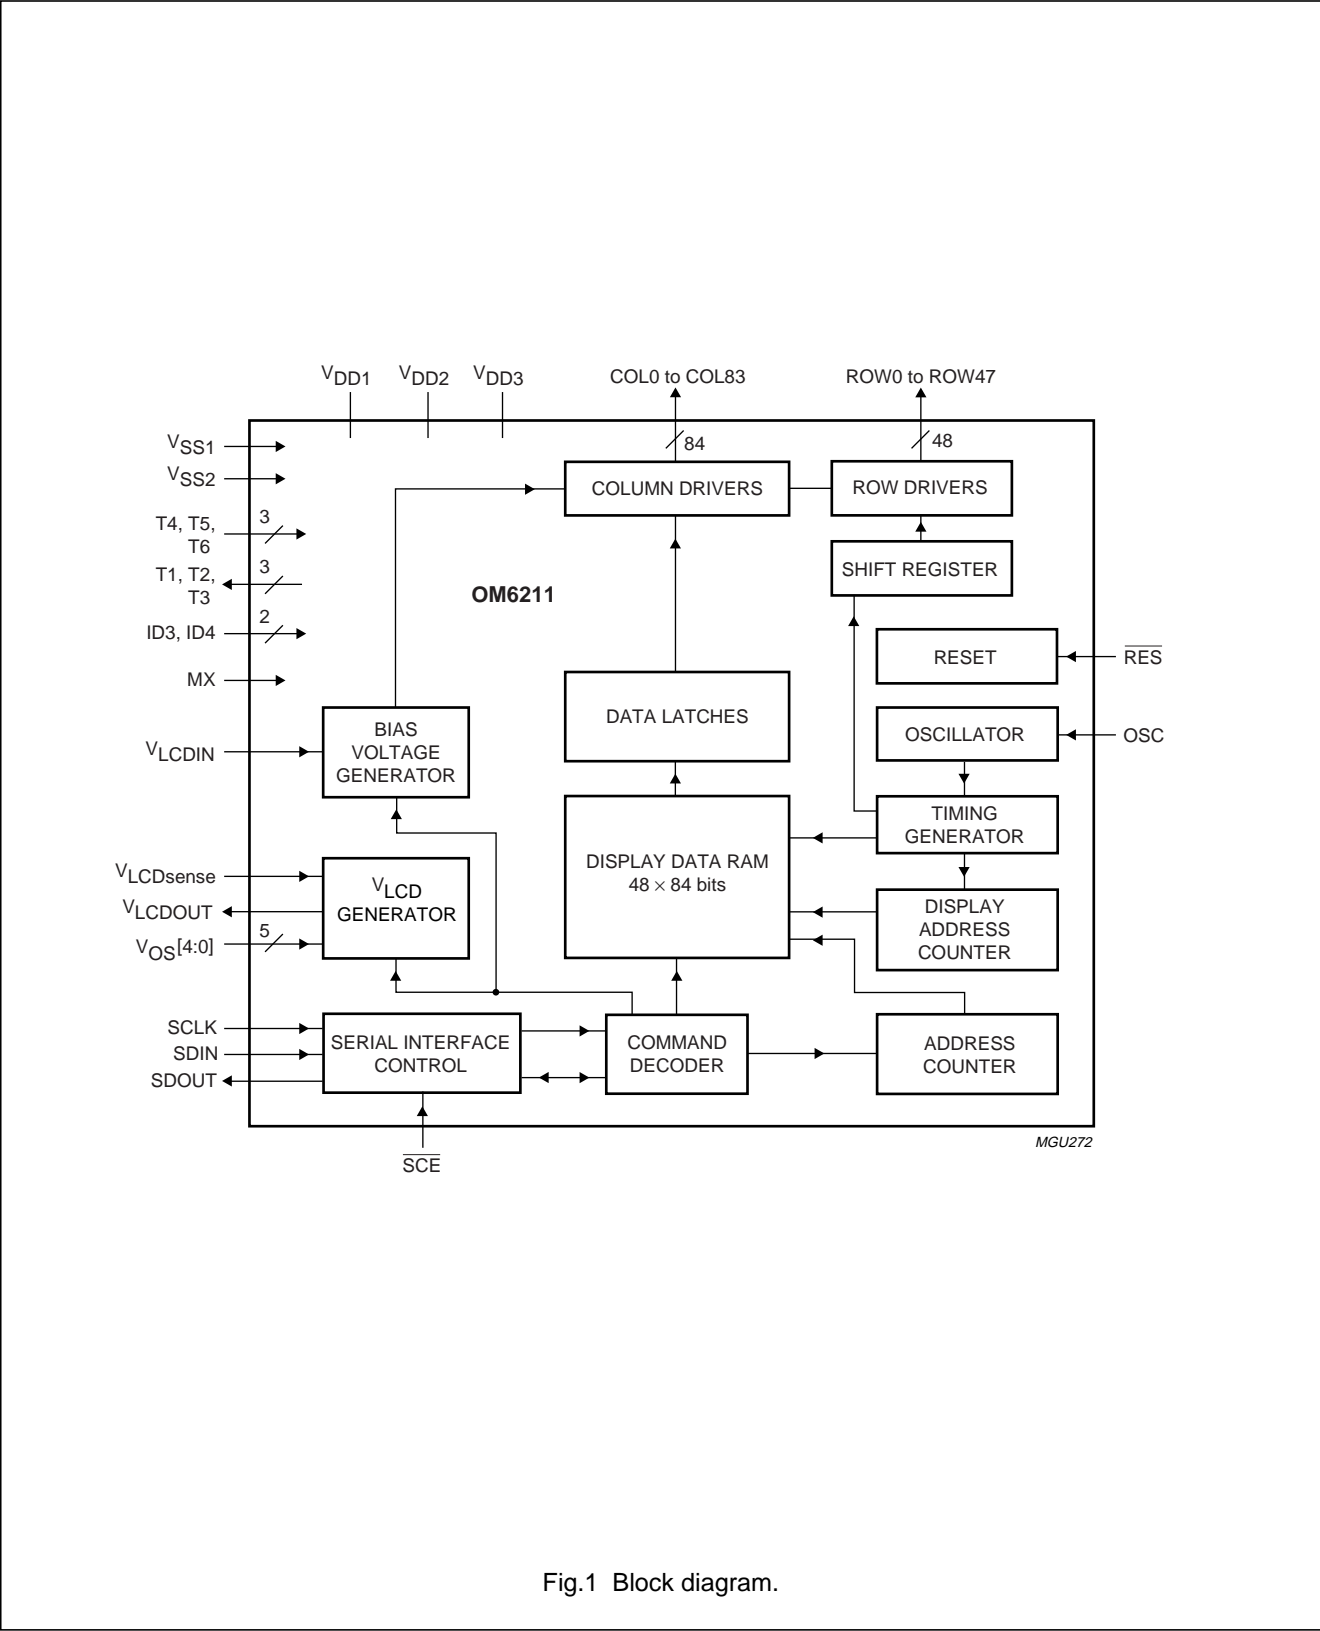 VDD1 VDD2 VDD3 COL0 to COL83 ROW0 to ROW47
VSS1
VSS2
T4, T5,
T6
3
T1, T2,
T3
3
ID3, ID4
2
MX
VLCDIN
VLCDsense
VLCDOUT
VOS[4:0]
5
SCLK
SDIN
SDOUT
SCE
84
48
COLUMN DRIVERS
ROW DRIVERS
SHIFT REGISTER
OM6211
RESET
RES
DATA LATCHES
OSCILLATOR
OSC
BIAS
VOLTAGE
GENERATOR
TIMING
GENERATOR
DISPLAY DATA RAM
48 × 84 bits
VLCD
GENERATOR
DISPLAY
ADDRESS
COUNTER
SERIAL INTERFACE
CONTROL
COMMAND
DECODER
ADDRESS
COUNTER
MGU272
Fig.1 Block diagram.